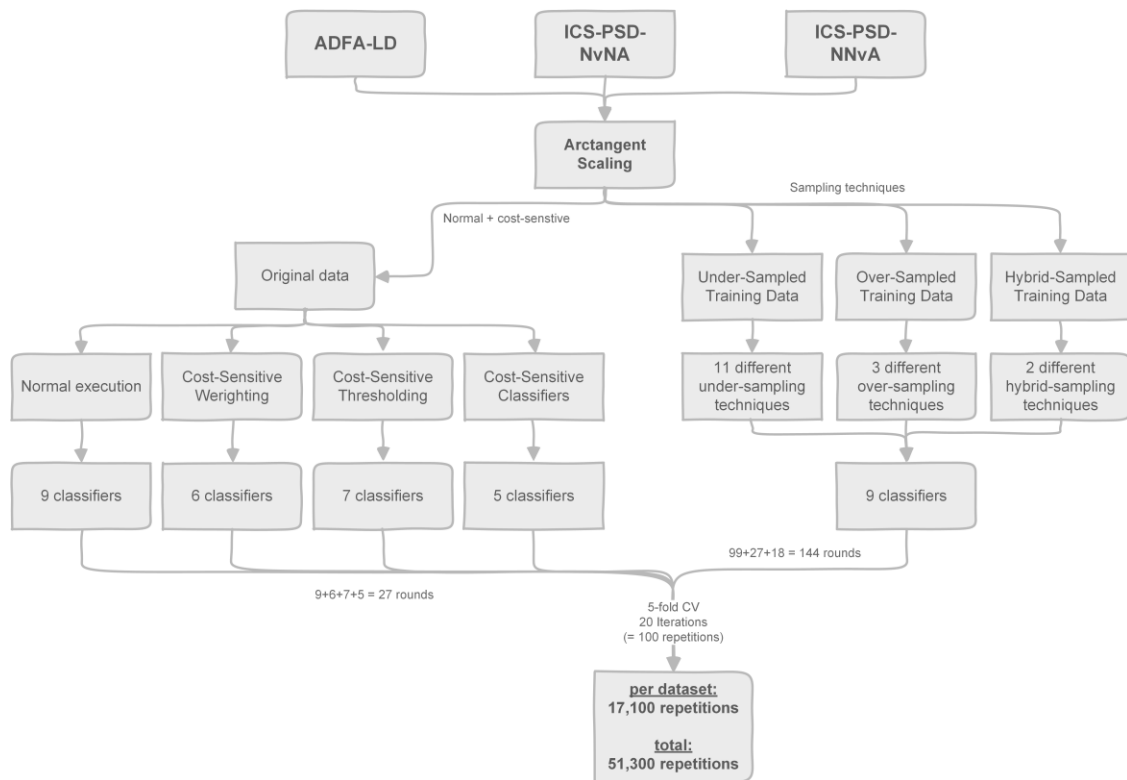 ADFA-LD
ICS-PSD-
NvNA
ICS-PSD-
NNvA
Arctangent
Scaling
Normal + cost-senstive
Sampling techniques
Original data
Under-Sampled
Training Data
Over-Sampled
Training Data
Hybrid-Sampled
Training Data
Normal execution
Cost-Sensitive
Werighting
Cost-Sensitive
Thresholding
Cost-Sensitive
Classifiers
11 different
under-sampling
techniques
3 different
over-sampling
techniques
2 different
hybrid-sampling
techniques
9 classifiers
6 classifiers
7 classifiers
5 classifiers
9 classifiers
9+6+7+5 = 27 rounds
99+27+18 = 144 rounds
5-fold CV
20 Iterations
(= 100 repetitions)
per dataset:
17,100 repetitions
total:
51,300 repetitions